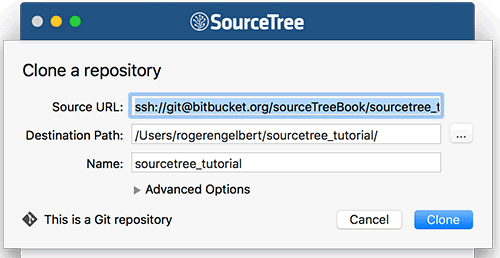 SourceTree
Clone a repository
Source URL: ssh://git@bitbucket.org/sourceTreeBook/sourcetree_t
Destination Path: /Users/rogerengelbert/sourcetree_tutorial/ ...
Name: sourcetree_tutorial
Advanced Options
This is a Git repository Cancel Clone